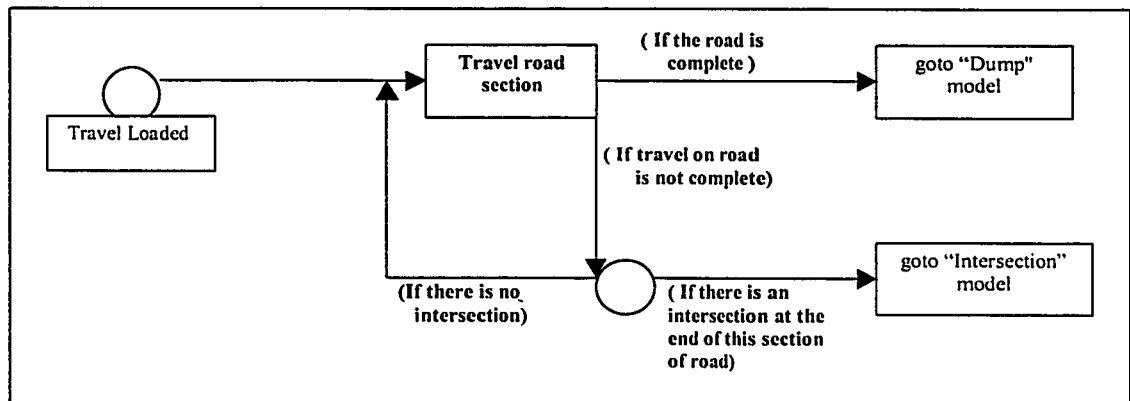 ( If the road is
complete )
Travel road
section
goto "Dump"
model
Travel Loaded
( If travel on road
is not complete)
goto "Intersection"
model
(If there is no
intersection)
( If there is an
intersection at the
end of this section
of road)